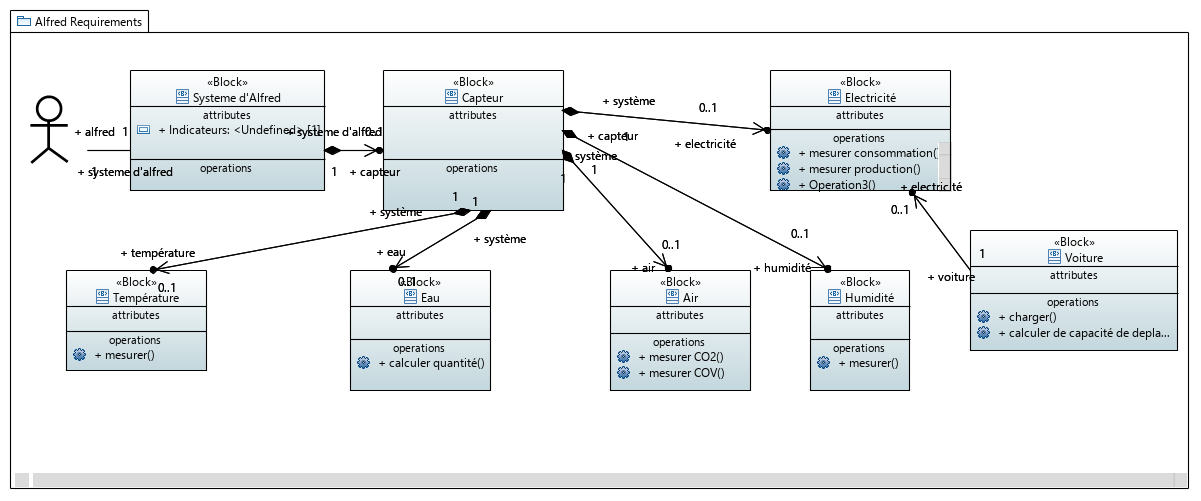 Alfred Requirements
«Block»
Systeme d'Alfred
attributes
+ Indicateurs: <Undefined> [1]
operations
+ alfred 1
+ systeme d'alfred
1
+ systeme d'alfred
0..1
1
+ capteur
«Block»
Capteur
attributes
operations
+ système
0..1
+ electricité
+ capteur
1
système
1
1
«Block»
Electricité
attributes
operations
+ mesurer consommation(
+ mesurer production()
+ Operation3()
+ electricité
0..1
1
+ voiture
«Block»
Voiture
attributes
operations
+ charger()
+ calculer de capacité de depla...
1
+ système
1
+ système
+ température
0..1
+ eau
0..1
0..1
+ air
0..1
+ humidité
«Block»
Température
attributes
operations
+ mesurer()
«Block»
Eau
attributes
operations
+ calculer quantité()
«Block»
Air
attributes
operations
+ mesurer CO2()
+ mesurer COV()
«Block»
Humidité
attributes
operations
+ mesurer()